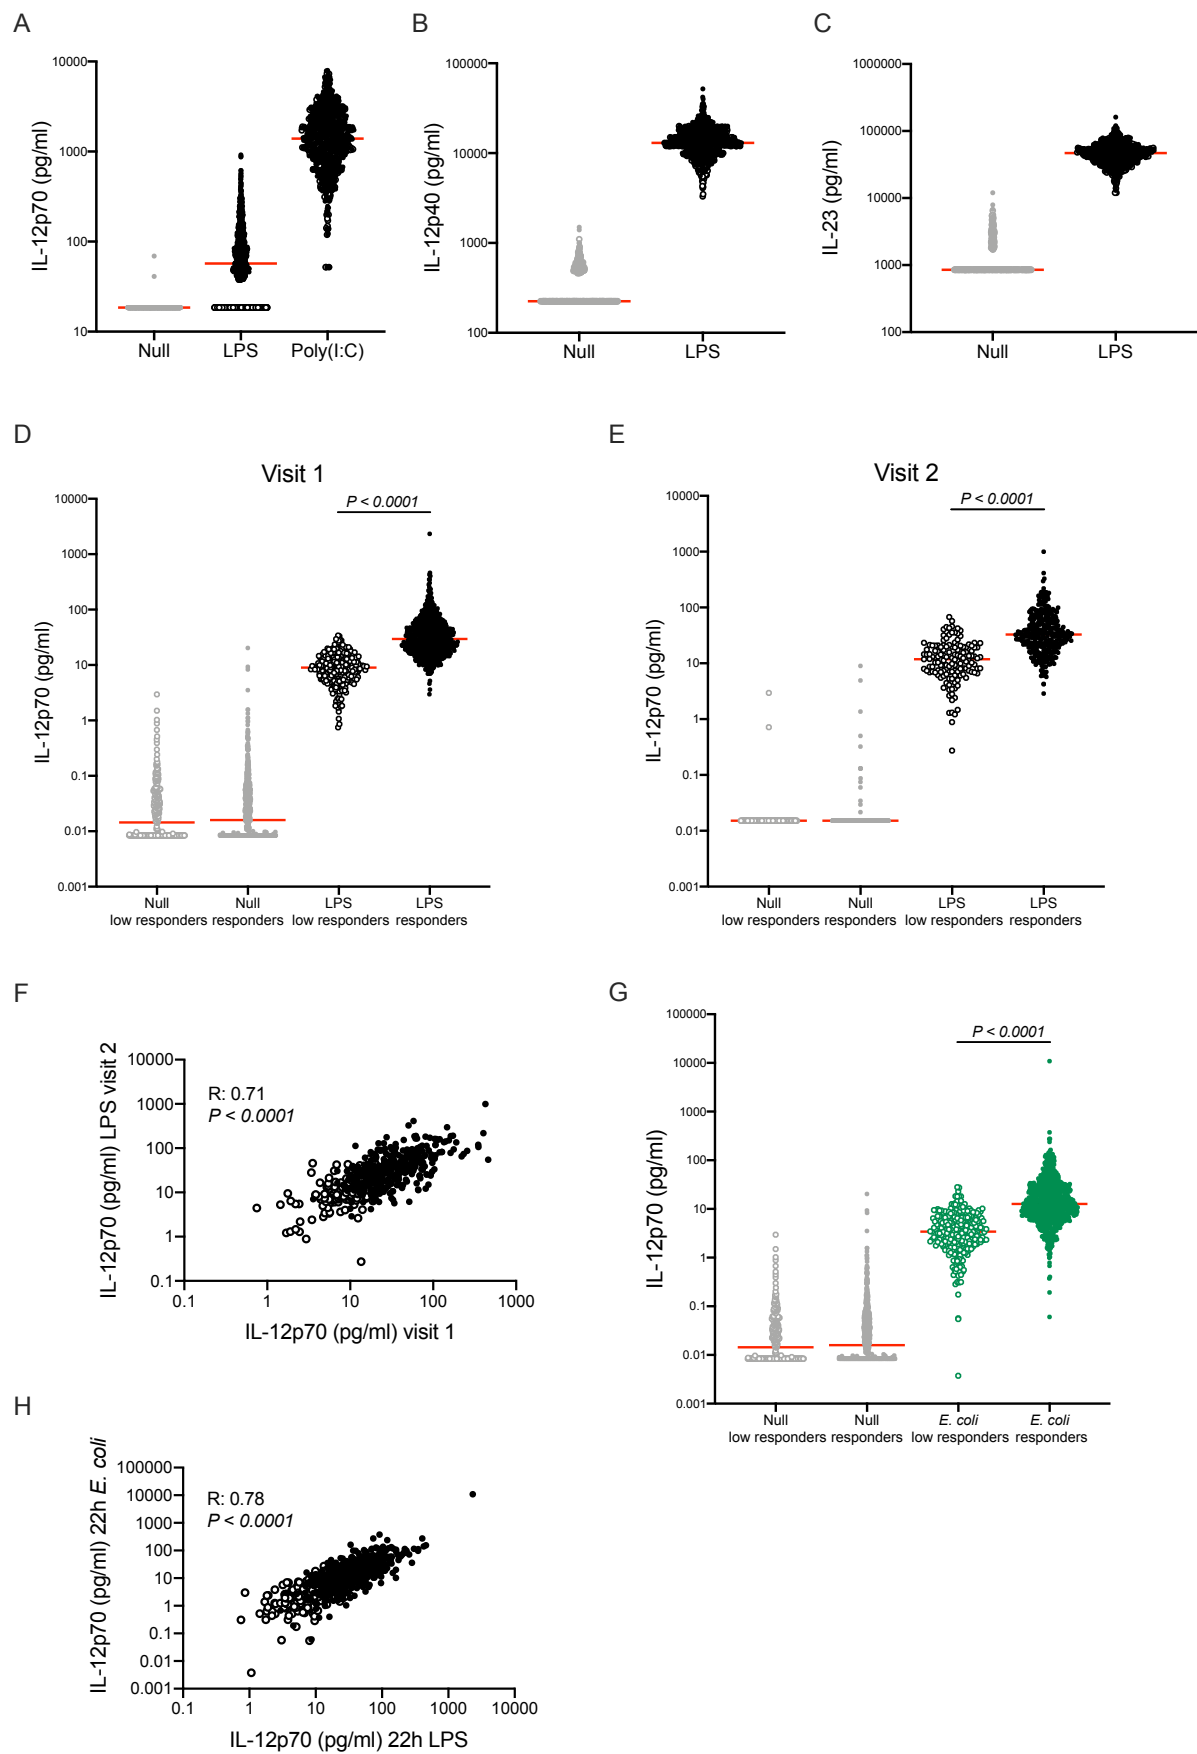 A
B
C
IL-12p70 (pg/ml)
10000
1000
100
10
Null
LPS
Poly(I:C)
IL-12p40 (pg/ml)
100000
10000
1000
100
Null
LPS
IL-23 (pg/ml)
1000000
100000
10000
1000
100
Null
LPS
D
Visit 1
P < 0.0001
IL-12p70 (pg/ml)
10000
1000
100
10
1
0.1
0.01
0.001
Null
low responders
Null
responders
LPS
low responders
LPS
responders
E
Visit 2
P < 0.0001
IL-12p70 (pg/ml)
10000
1000
100
10
1
0.1
0.01
0.001
Null
low responders
Null
responders
LPS
low responders
LPS
responders
F
IL-12p70 (pg/ml) LPS visit 2
10000
1000
100
10
1
0.1
R: 0.71
P < 0.0001
0.1
1
10
100
1000
IL-12p70 (pg/ml) visit 1
G
P < 0.0001
IL-12p70 (pg/ml)
100000
10000
1000
100
10
1
0.1
0.01
0.001
Null
low responders
Null
responders
E. coli
low responders
E. coli
responders
H
IL-12p70 (pg/ml) 22h E. coli
100000
10000
1000
100
10
1
0.1
0.01
0.001
R: 0.78
P < 0.0001
0.1
1
10
100
1000
10000
IL-12p70 (pg/ml) 22h LPS